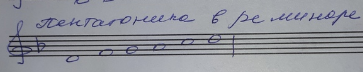 пентатоника в ре миноре